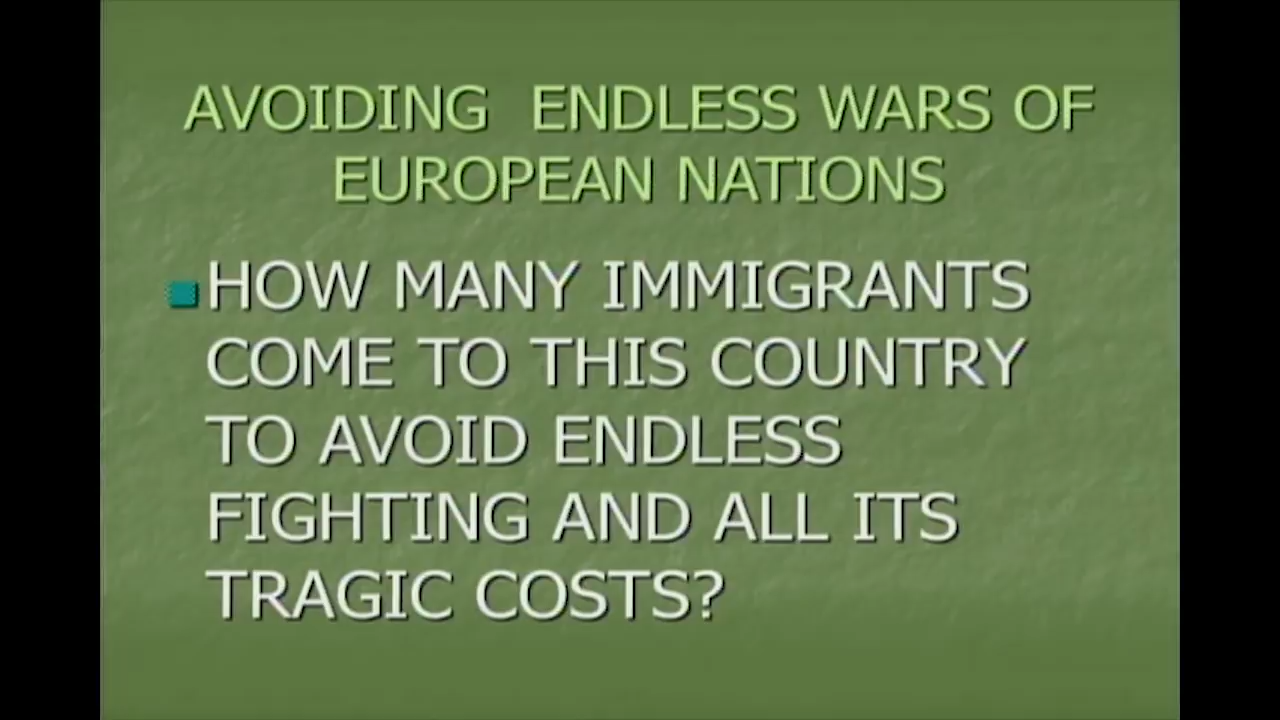 AVOIDING ENDLESS WARS OF
EUROPEAN NATIONS
HOW MANY IMMIGRANTS
COME TO THIS COUNTRY
TO AVOID ENDLESS
FIGHTING AND ALL ITS
TRAGIC COSTS?